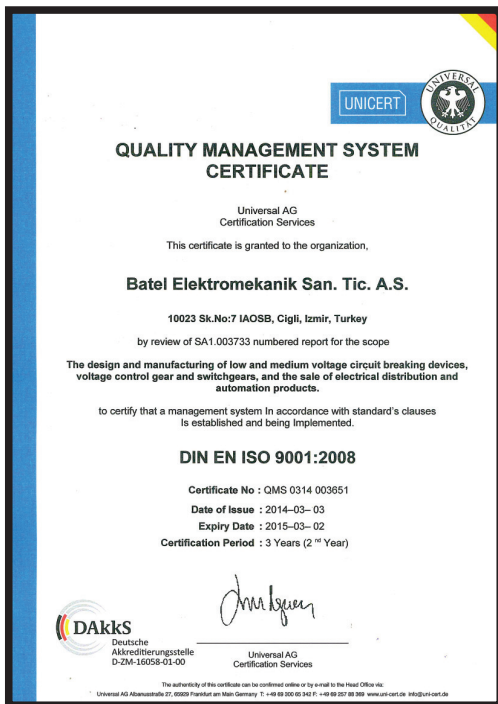 UNICERT
UNIVERSAL
QUALITÄT
QUALITY MANAGEMENT SYSTEM
CERTIFICATE
Universal AG
Certification Services
This certificate is granted to the organization,
Batel Elektromekanik San. Tic. A.S.
10023 Sk.No:7 IAOSB, Cigli, Izmir, Turkey
by review of SA1.003733 numbered report for the scope
The design and manufacturing of low and medium voltage circuit breaking devices,
voltage control gear and switchgears, and the sale of electrical distribution and
automation products.
to certify that a management system In accordance with standard's clauses
Is established and being Implemented.
DIN EN ISO 9001:2008
Certificate No : QMS 0314 003651
Date of Issue : 2014–03– 03
Expiry Date : 2015–03– 02
Certification Period : 3 Years (2 nd Year)
DAkkS
Deutsche
Akkreditierungsstelle
D-ZM-16058-01-00
Universal AG
Certification Services
The authenticity of this certificate can be confirmed online or by e-mail to the Head Office via:
Universal AG Albanusstraße 27, 65929 Frankfurt am Main Germany T: +49 69 300 65 342 F: +49 69 257 88 369 www.uni-cert.de info@uni-cert.de